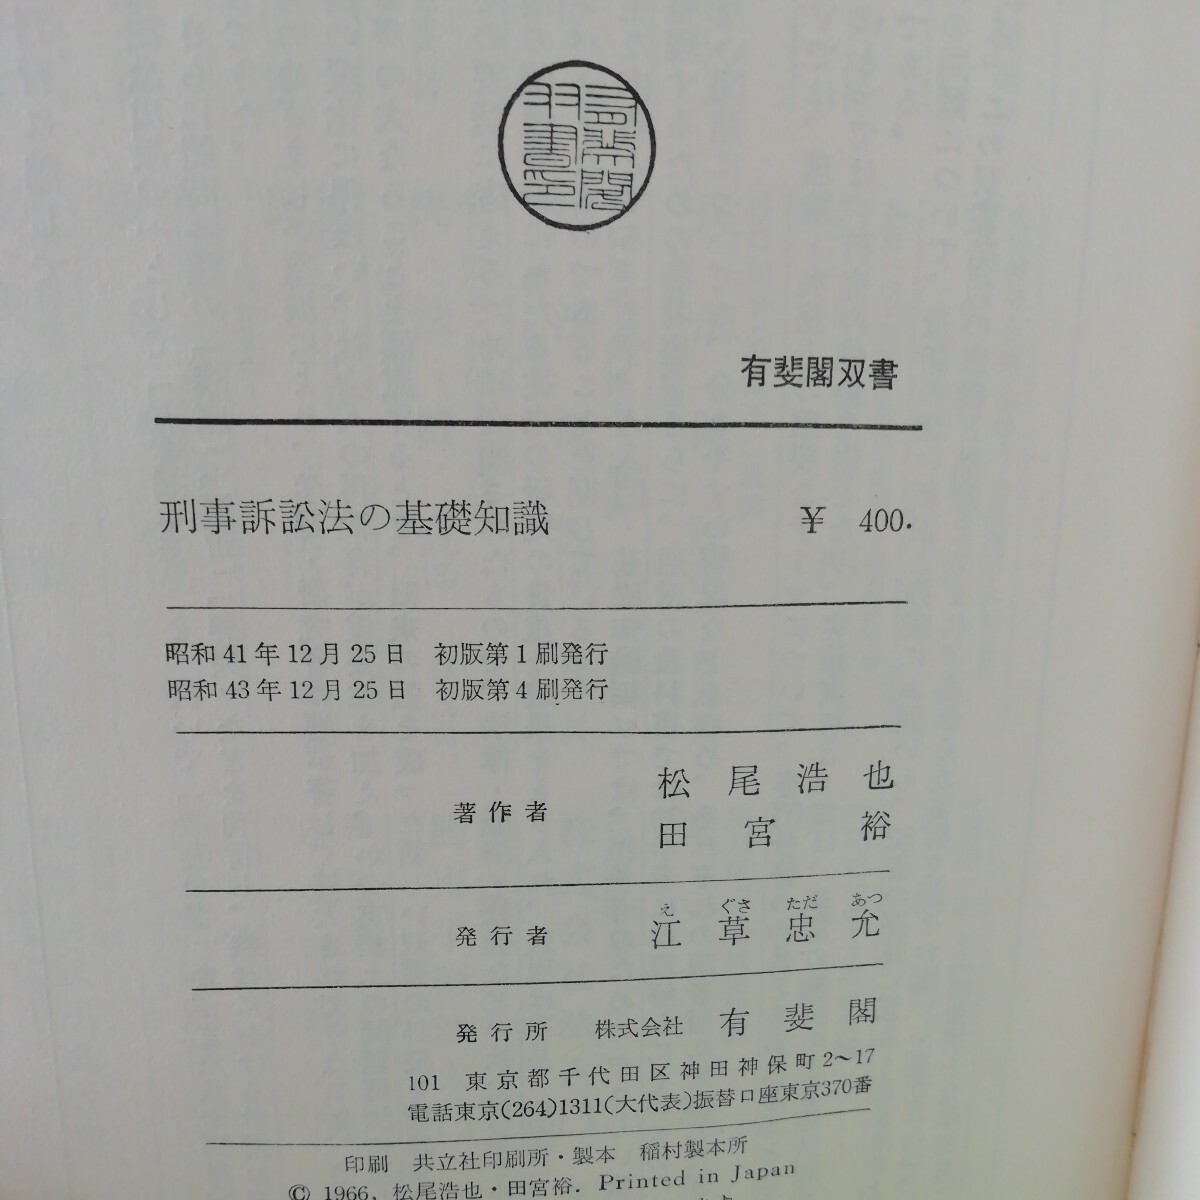 有斐閣
双書印
有斐閣双書
刑事訴訟法の基礎知識 ¥ 400.
昭和41年12月25日 初版第1刷発行
昭和43年12月25日 初版第4刷発行
著作者 松尾浩也
田宮裕
発行者 江草忠允
え ぐさ ただ あつ
発行所 株式会社 有斐閣
101 東京都千代田区神田神保町2〜17
電話東京(264)1311(大代表)振替口座東京370番
印刷 共立社印刷所・製本 稲村製本所
© 1966, 松尾浩也・田宮裕. Printed in Japan